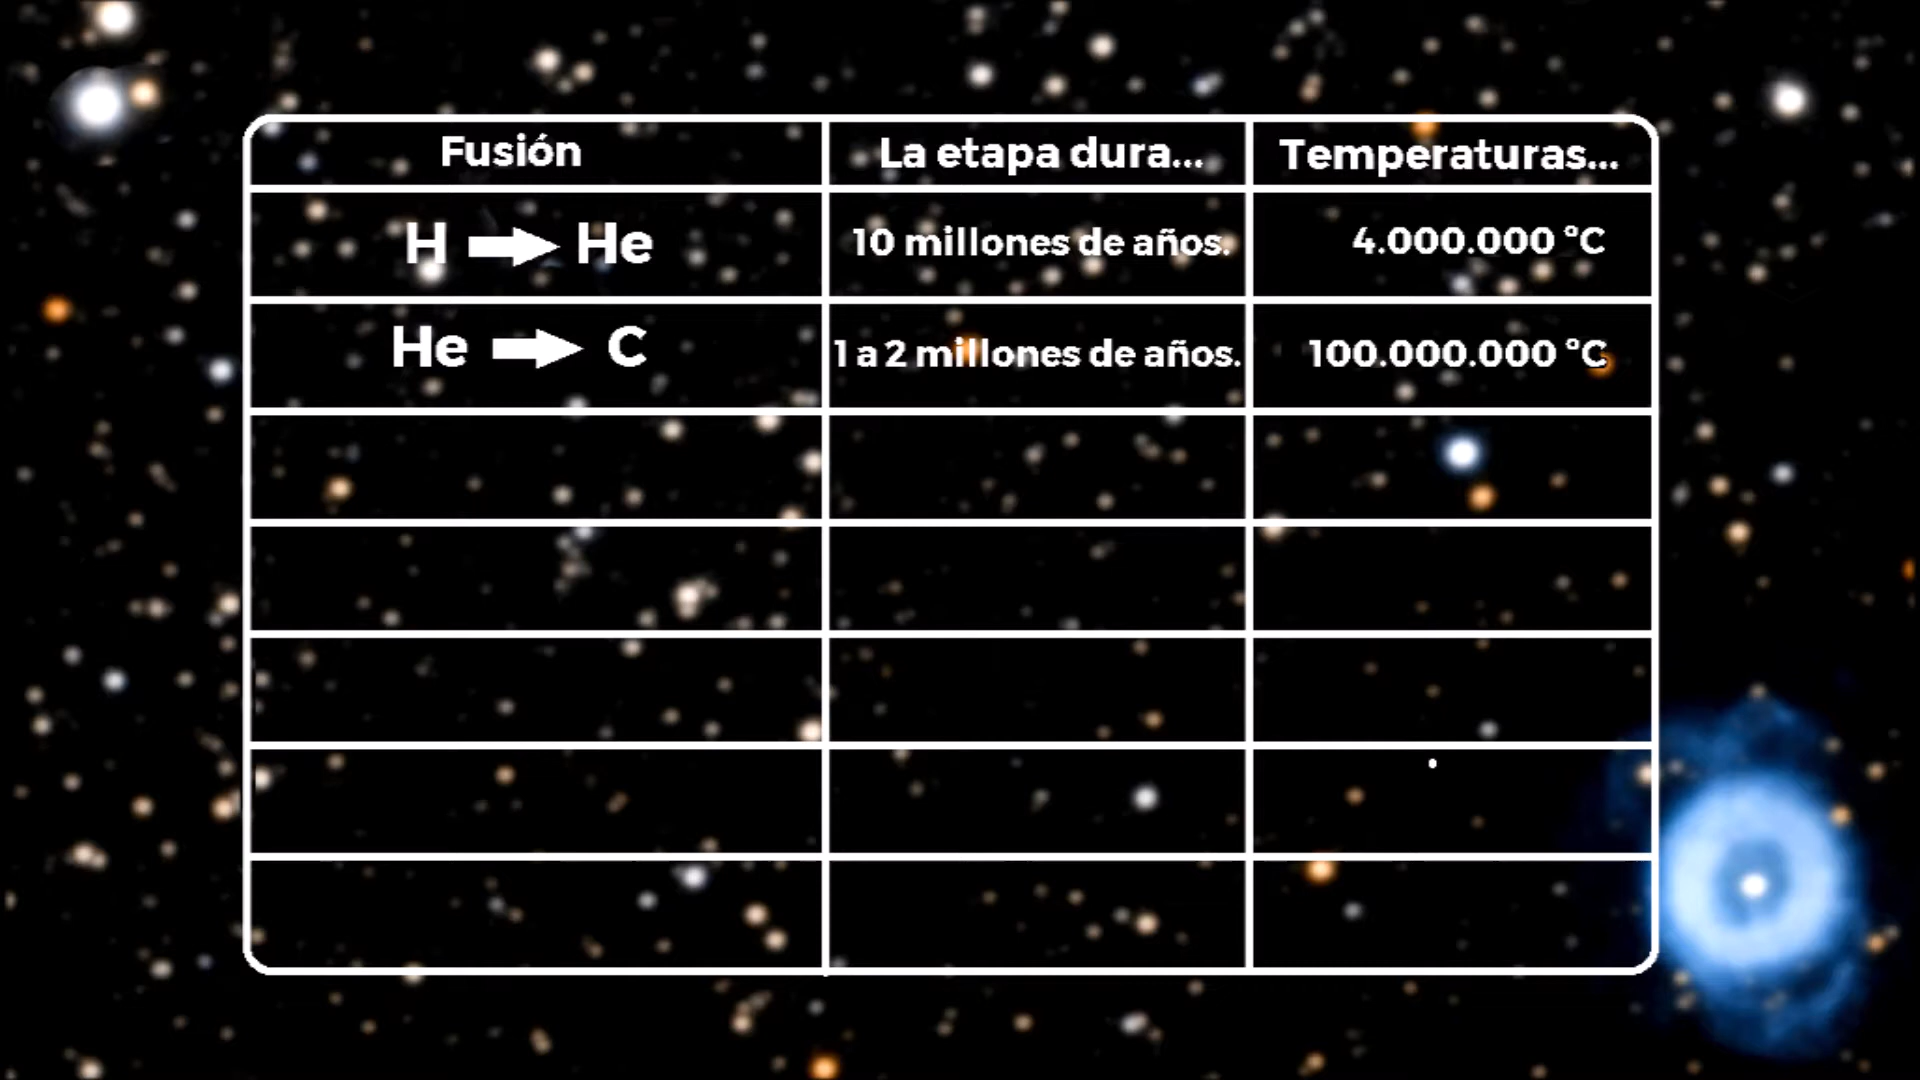 Fusión La etapa dura... Temperaturas...
H He 10 millones de años. 4.000.000 °C
He C 1 a 2 millones de años. 100.000.000 °C